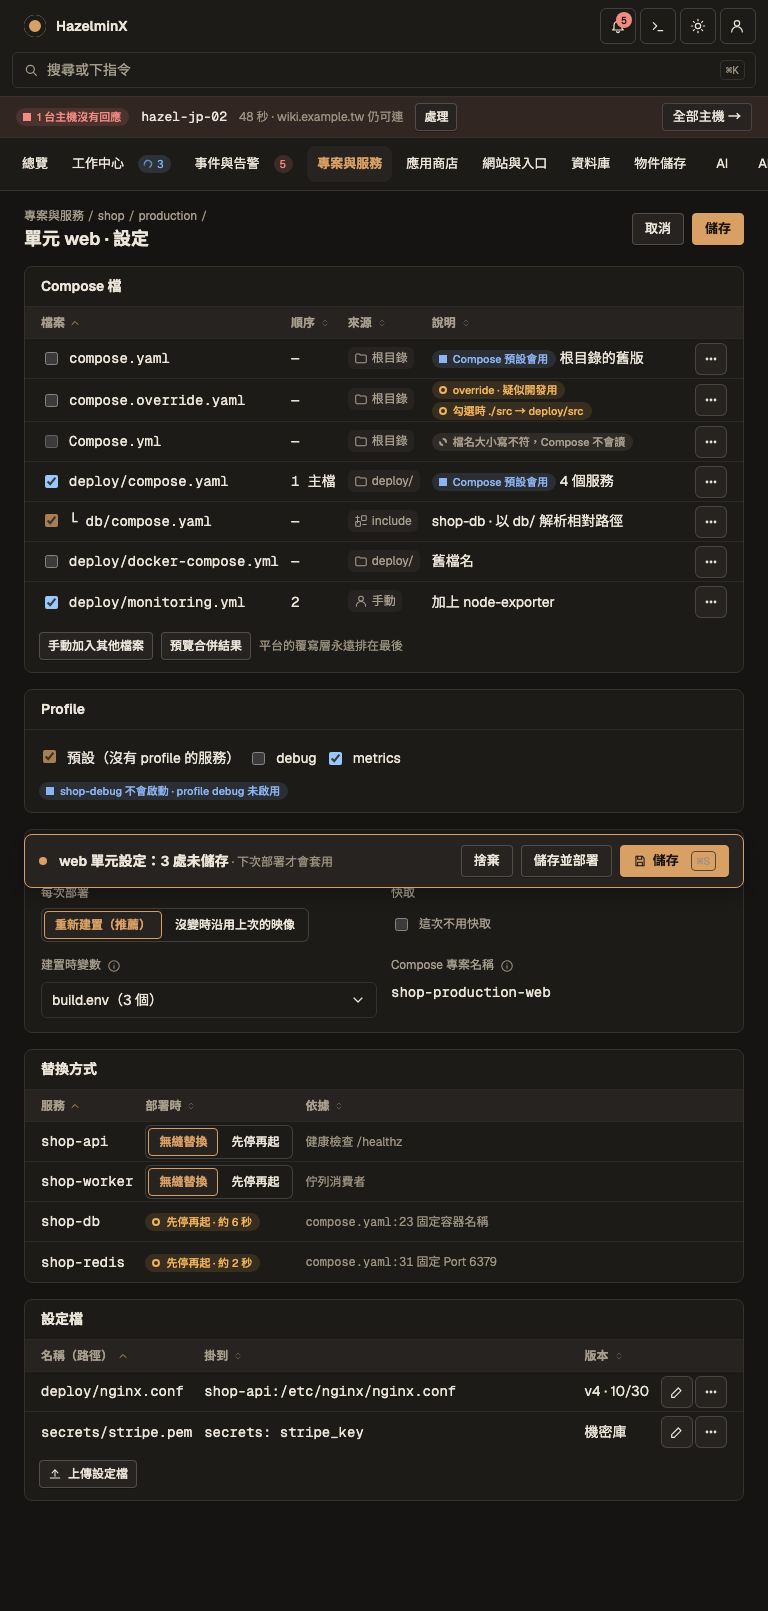 HazelminX
5
搜尋或下指令 ⌘K
1 台主機沒有回應 hazel-jp-02 48 秒 · wiki.example.tw 仍可連 處理 全部主機 →
總覽 工作中心 3 事件與告警 5 專案與服務 應用商店 網站與入口 資料庫 物件儲存 AI A
專案與服務 / shop / production /
單元 web · 設定 取消 儲存
Compose 檔
檔案 順序 來源 說明
compose.yaml — 根目錄 Compose 預設會用 根目錄的舊版
compose.override.yaml — 根目錄 override · 疑似開發用
勾選時 ./src → deploy/src
Compose.yml — 根目錄 檔名大小寫不符，Compose 不會讀
deploy/compose.yaml 1 主檔 deploy/ Compose 預設會用 4 個服務
└ db/compose.yaml — include shop-db · 以 db/ 解析相對路徑
deploy/docker-compose.yml — deploy/ 舊檔名
deploy/monitoring.yml 2 手動 加上 node-exporter
手動加入其他檔案 預覽合併結果 平台的覆寫層永遠排在最後
Profile
預設（沒有 profile 的服務） debug metrics
shop-debug 不會啟動 · profile debug 未啟用
web 單元設定：3 處未儲存 · 下次部署才會套用 捨棄 儲存並部署 儲存 ⌘S
每次部署 快取
重新建置（推薦） 沒變時沿用上次的映像 這次不用快取
建置時變數 Compose 專案名稱
build.env（3 個） shop-production-web
替換方式
服務 部署時 依據
shop-api 無縫替換 先停再起 健康檢查 /healthz
shop-worker 無縫替換 先停再起 佇列消費者
shop-db 先停再起 · 約 6 秒 compose.yaml:23 固定容器名稱
shop-redis 先停再起 · 約 2 秒 compose.yaml:31 固定 Port 6379
設定檔
名稱（路徑） 掛到 版本
deploy/nginx.conf shop-api:/etc/nginx/nginx.conf v4 · 10/30
secrets/stripe.pem secrets: stripe_key 機密庫
上傳設定檔